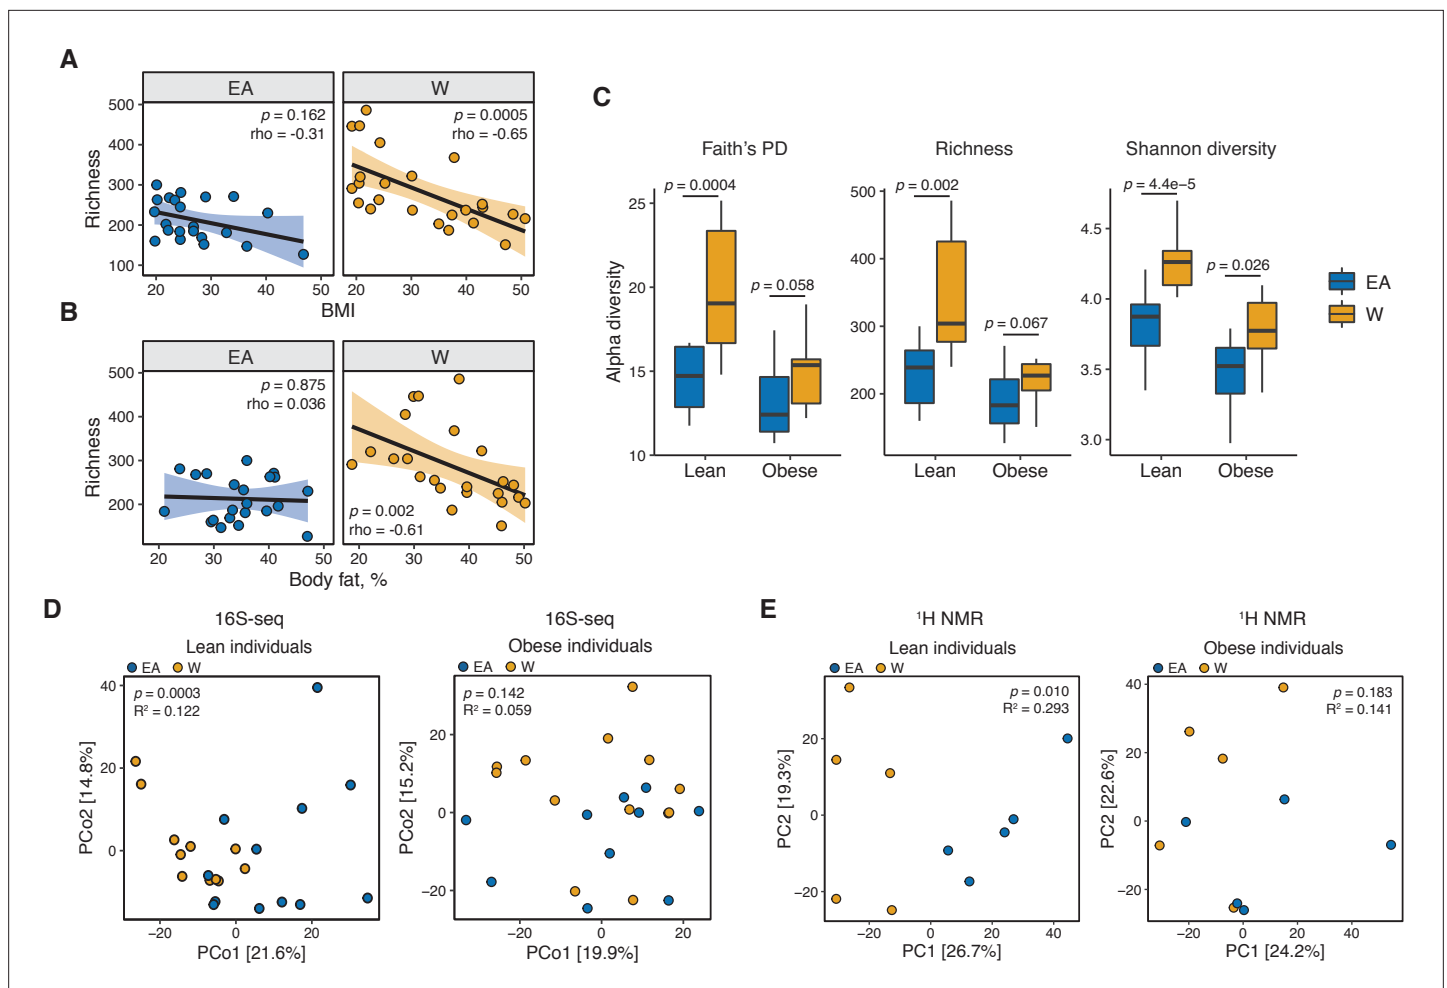 A
EA
W
p = 0.162
rho = -0.31
p = 0.0005
rho = -0.65
Richness
500
400
300
200
100
20
30
40
50
20
30
40
50
BMI
B
EA
W
p = 0.875
rho = 0.036
p = 0.002
rho = -0.61
Richness
500
400
300
200
20
30
40
50
20
30
40
50
Body fat, %
C
Faith's PD
Richness
Shannon diversity
Alpha diversity
p = 0.0004
p = 0.058
25
20
15
10
Lean
Obese
p = 0.002
p = 0.067
500
400
300
200
Lean
Obese
p = 4.4e−5
p = 0.026
4.5
4.0
3.5
3.0
Lean
Obese
EA
W
D
16S-seq
Lean individuals
EA W
p = 0.0003
R² = 0.122
PCo2 [14.8%]
40
20
0
−20
0
20
PCo1 [21.6%]
16S-seq
Obese individuals
EA W
p = 0.142
R² = 0.059
PCo2 [15.2%]
20
0
−20
−20
0
20
PCo1 [19.9%]
E
¹H NMR
Lean individuals
EA W
p = 0.010
R² = 0.293
PC2 [19.3%]
20
0
−20
−20
0
20
40
PC1 [26.7%]
¹H NMR
Obese individuals
EA W
p = 0.183
R² = 0.141
PC2 [22.6%]
40
20
0
−20
−20
0
20
40
PC1 [24.2%]